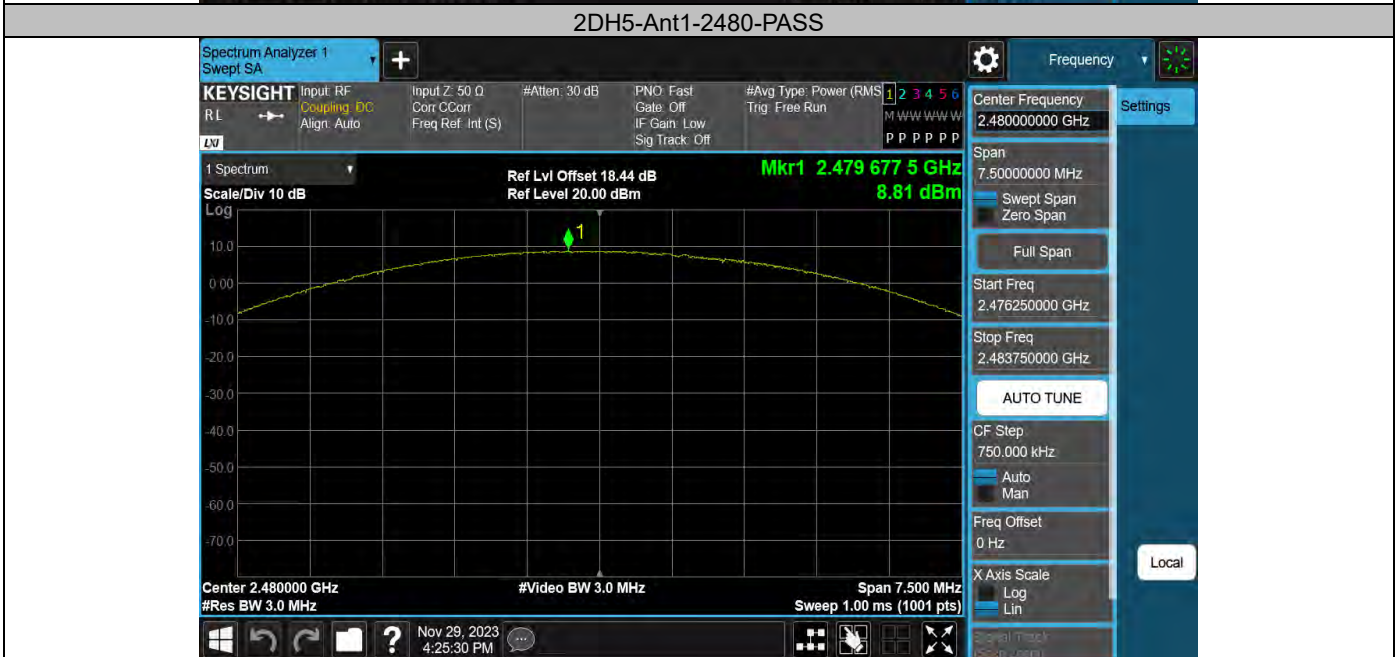 2DH5-Ant1-2480-PASS
Spectrum Analyzer 1
Swept SA
Frequency
KEYSIGHT
RL
LXI
Input: RF
Coupling: DC
Align: Auto
Input Z: 50 Ω
Corr CCorr
Freq Ref: Int (S)
#Atten: 30 dB
PNO: Fast
Gate: Off
IF Gain: Low
Sig Track: Off
#Avg Type: Power (RMS
Trig: Free Run
1 2 3 4 5 6
M W W W W W
P P P P P P
Center Frequency
2.480000000 GHz
Settings
1 Spectrum
Scale/Div 10 dB
Ref Lvl Offset 18.44 dB
Ref Level 20.00 dBm
Mkr1 2.479 677 5 GHz
8.81 dBm
Log
1
10.0
0.00
-10.0
-20.0
-30.0
-40.0
-50.0
-60.0
-70.0
Span
7.50000000 MHz
Swept Span
Zero Span
Full Span
Start Freq
2.476250000 GHz
Stop Freq
2.483750000 GHz
AUTO TUNE
CF Step
750.000 kHz
Auto
Man
Freq Offset
0 Hz
X Axis Scale
Log
Lin
Local
Center 2.480000 GHz
#Res BW 3.0 MHz
#Video BW 3.0 MHz
Span 7.500 MHz
Sweep 1.00 ms (1001 pts)
?
Nov 29, 2023
4:25:30 PM
Signal Track